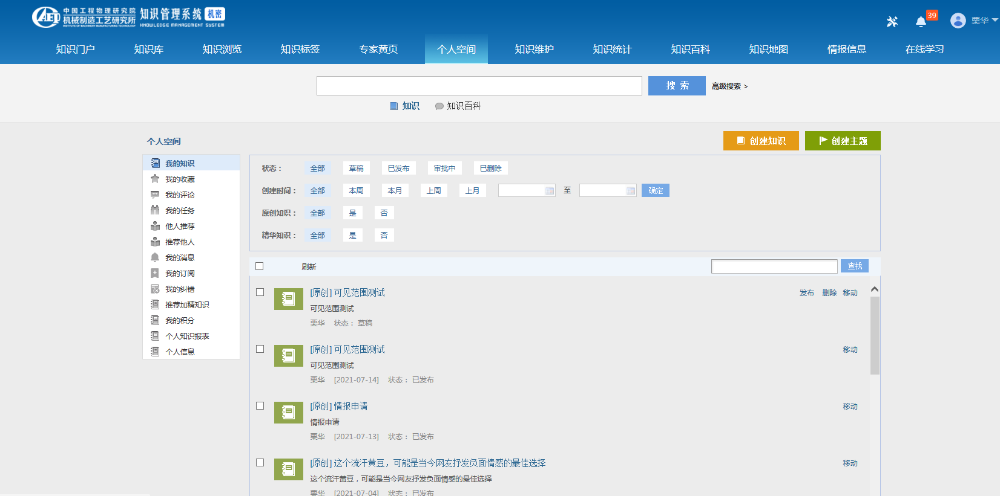 中国工程物理研究院
机械制造工艺研究所
INSTITUTE OF MACHINERY MANUFACTURING TECHNOLOGY
知识管理系统 机密
KNOWLEDGE MANAGEMENT SYSTEM
39
栗华
知识门户 知识库 知识浏览 知识标签 专家黄页 个人空间 知识维护 知识统计 知识百科 知识地图 情报信息 在线学习
搜 索 高级搜索 >
知识 知识百科
个人空间
创建知识 创建主题
我的知识
我的收藏
我的评论
我的任务
他人推荐
推荐他人
我的消息
我的订阅
我的纠错
推荐加精知识
我的积分
个人知识报表
个人信息
状态： 全部 草稿 已发布 审批中 已删除
创建时间： 全部 本周 本月 上周 上月 至 确定
原创知识： 全部 是 否
精华知识： 全部 是 否
刷新 查找
[原创] 可见范围测试 发布 删除 移动
可见范围测试
栗华 状态： 草稿
[原创] 可见范围测试 移动
可见范围测试
栗华 [2021-07-14] 状态： 已发布
[原创] 情报申请 移动
情报申请
栗华 [2021-07-13] 状态： 已发布
[原创] 这个流汗黄豆，可能是当今网友抒发负面情感的最佳选择 移动
这个流汗黄豆，可能是当今网友抒发负面情感的最佳选择
栗华 [2021-07-04] 状态： 已发布